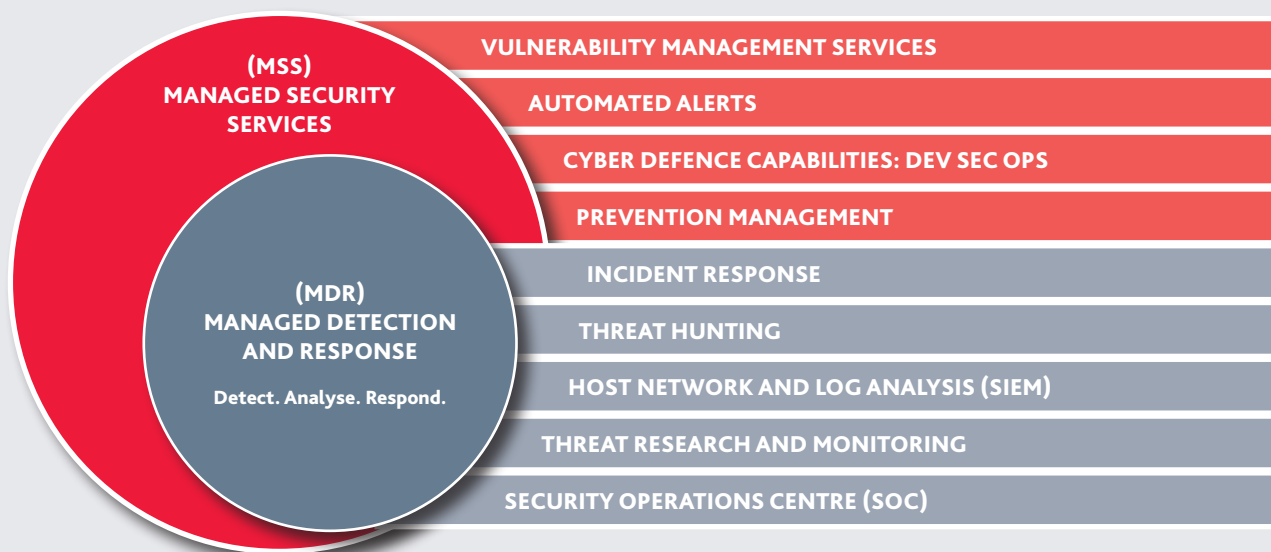 (MSS)
MANAGED SECURITY
SERVICES
(MDR)
MANAGED DETECTION
AND RESPONSE
Detect. Analyse. Respond.
VULNERABILITY MANAGEMENT SERVICES
AUTOMATED ALERTS
CYBER DEFENCE CAPABILITIES: DEV SEC OPS
PREVENTION MANAGEMENT
INCIDENT RESPONSE
THREAT HUNTING
HOST NETWORK AND LOG ANALYSIS (SIEM)
THREAT RESEARCH AND MONITORING
SECURITY OPERATIONS CENTRE (SOC)